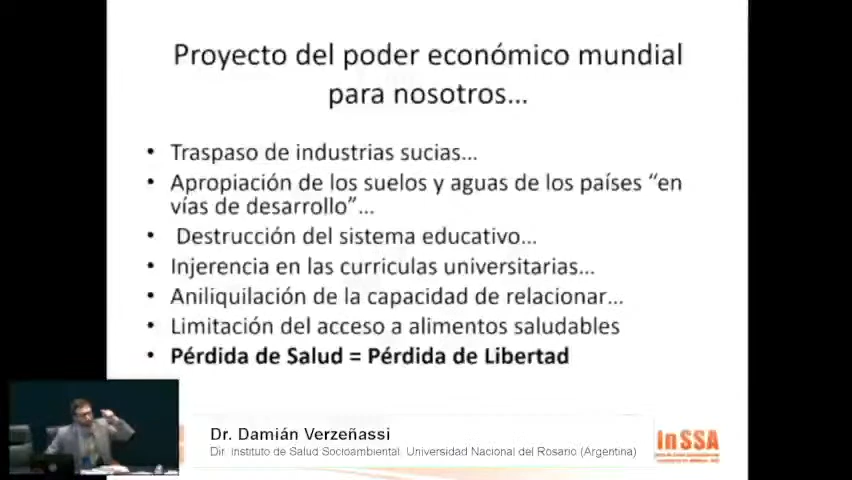 Proyecto del poder económico mundial
para nosotros...
• Traspaso de industrias sucias...
• Apropiación de los suelos y aguas de los países “en
vías de desarrollo”...
• Destrucción del sistema educativo...
• Injerencia en las curriculas universitarias...
• Aniliquilación de la capacidad de relacionar...
• Limitación del acceso a alimentos saludables
• Pérdida de Salud = Pérdida de Libertad
Dr. Damián Verzeñassi
Dir. Instituto de Salud Socioambiental. Universidad Nacional del Rosario (Argentina)
InSSA